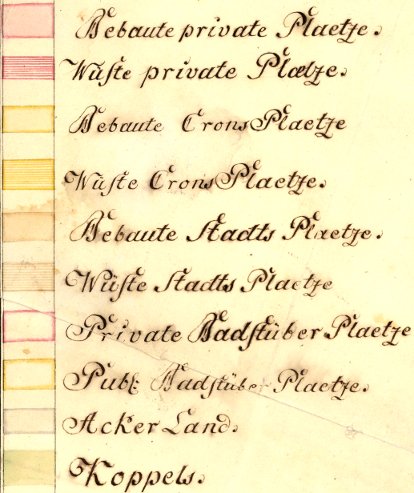 Bebaute private Plaetze.
Wüste private Plaetze.
Bebaute Crons Plaetze
Wüste Crons Plaetze.
Bebaute Stadts Plaetze.
Wüste Stadts Plaetze
Private Badstüber Plaetze
Publ: Badstüber Plaetze.
Acker Land.
Koppels.